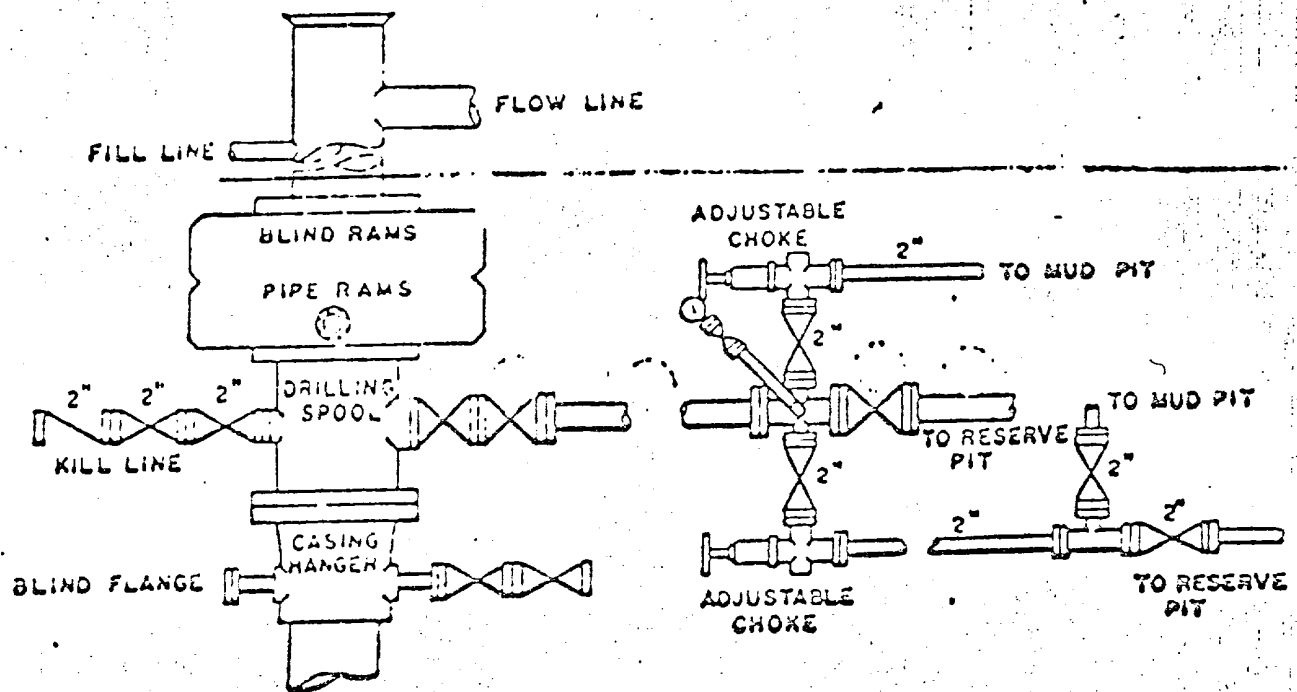 FLOW LINE
FILL LINE
BLIND RAMS
PIPE RAMS
ADJUSTABLE
CHOKE
2"
TO MUD PIT
2"
2"
2"
2"
DRILLING
SPOOL
KILL LINE
TO RESERVE
PIT
TO MUD PIT
2"
2"
2"
2"
TO RESERVE
PIT
CASING
HANGER
BLIND FLANGE
ADJUSTABLE
CHOKE